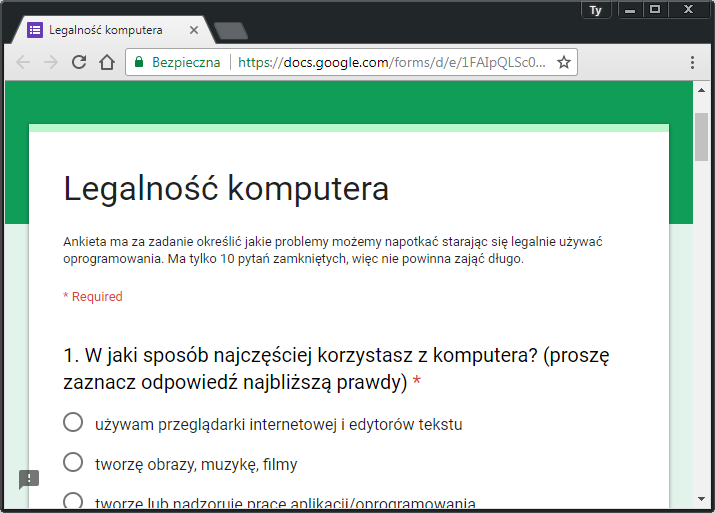 Ty
Legalność komputera
Bezpieczna https://docs.google.com/forms/d/e/1FAIpQLSc0...
Legalność komputera
Ankieta ma za zadanie określić jakie problemy możemy napotkać starając się legalnie używać
oprogramowania. Ma tylko 10 pytań zamkniętych, więc nie powinna zająć długo.
* Required
1. W jaki sposób najczęściej korzystasz z komputera? (proszę
zaznacz odpowiedź najbliższą prawdy) *
używam przeglądarki internetowej i edytorów tekstu
tworzę obrazy, muzykę, filmy
tworzę lub nadzoruję pracę aplikacji/oprogramowania